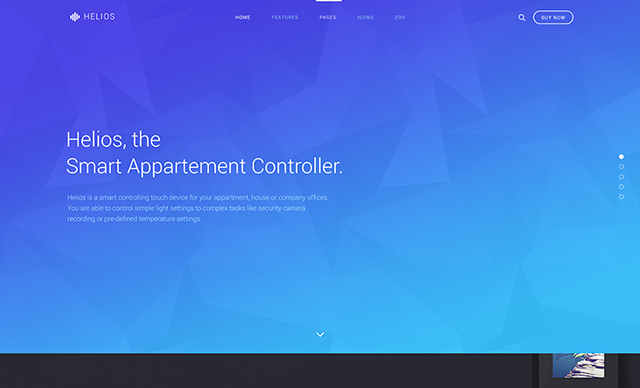 HELIOS
HOME FEATURES PAGES ICONS ZOO
BUY NOW
Helios, the
Smart Appartement Controller.
Helios is a smart controlling touch device for your appartment, house or company offices.
You are able to control simple light settings to complex tasks like security camera
recording or pre-defined temperature settings.